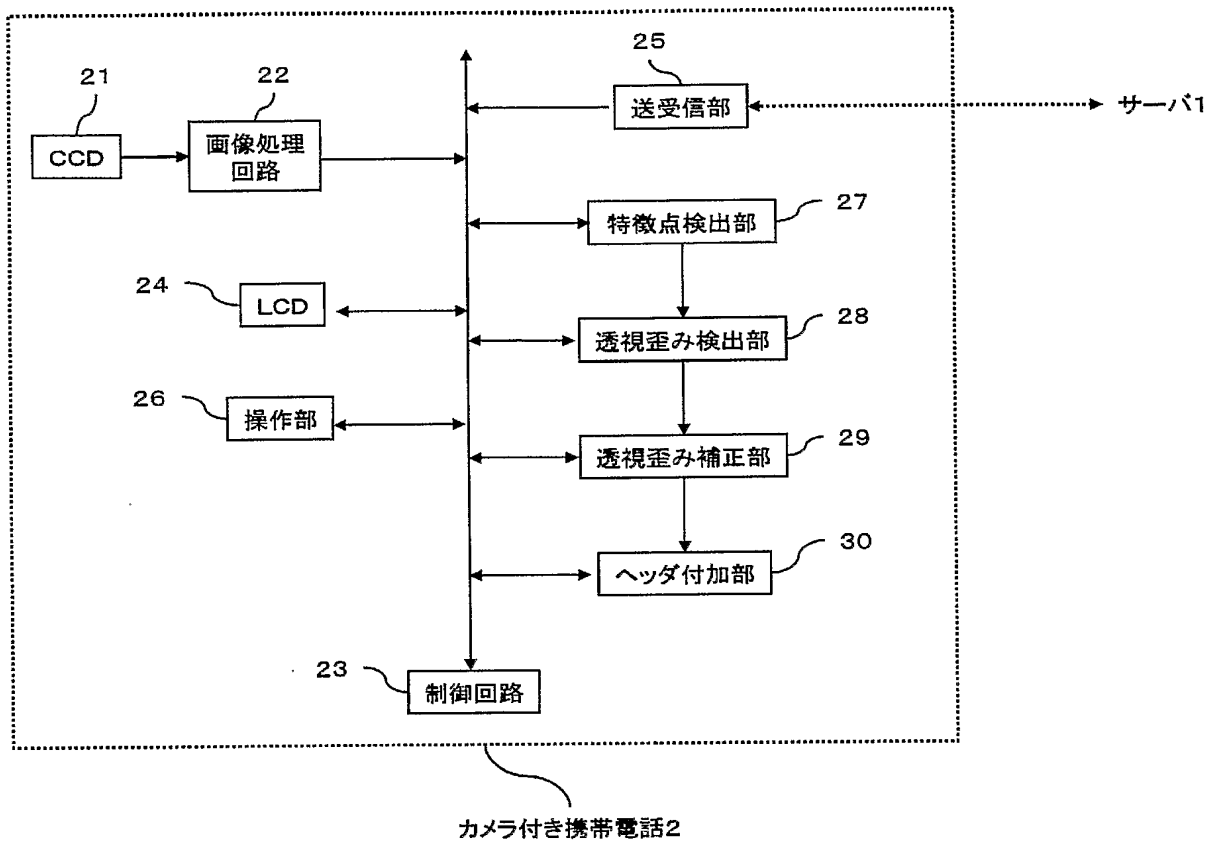 25
21
22
送受信部
サーバ1
CCD
画像処理
回路
27
特徴点検出部
24
LCD
28
透視歪み検出部
26
操作部
29
透視歪み補正部
30
ヘッダ付加部
23
制御回路
カメラ付き携帯電話2